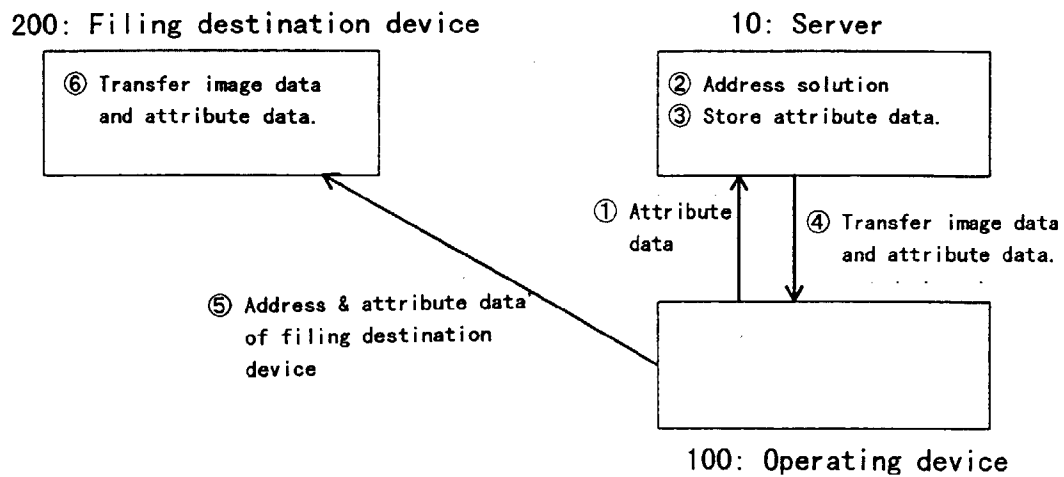 200: Filing destination device
10: Server
⑥ Transfer image data
and attribute data.
② Address solution
③ Store attribute data.
① Attribute
data
④ Transfer image data
and attribute data.
⑤ Address & attribute data
of filing destination
device
100: Operating device